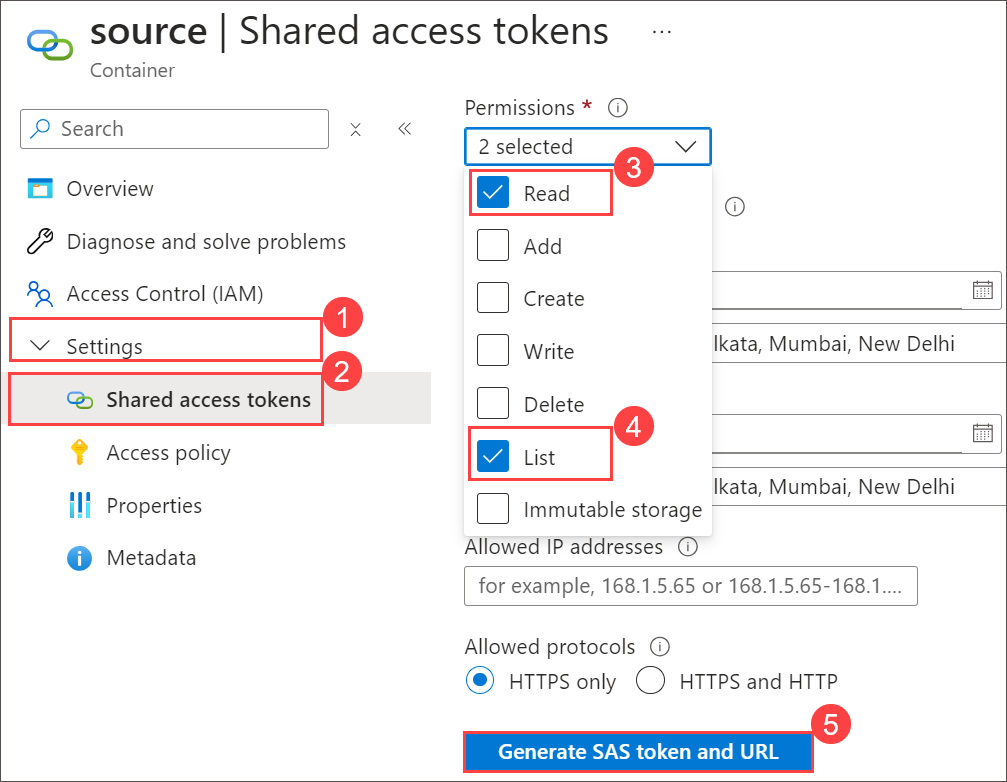 source | Shared access tokens ...
Container
Search
Overview
Diagnose and solve problems
Access Control (IAM)
1
Settings
2
Shared access tokens
Access policy
Properties
Metadata
Permissions *
2 selected
3
Read
Add
Create
Write
lkata, Mumbai, New Delhi
Delete
4
List
lkata, Mumbai, New Delhi
Immutable storage
Allowed IP addresses
for example, 168.1.5.65 or 168.1.5.65-168.1....
Allowed protocols
HTTPS only HTTPS and HTTP
5
Generate SAS token and URL